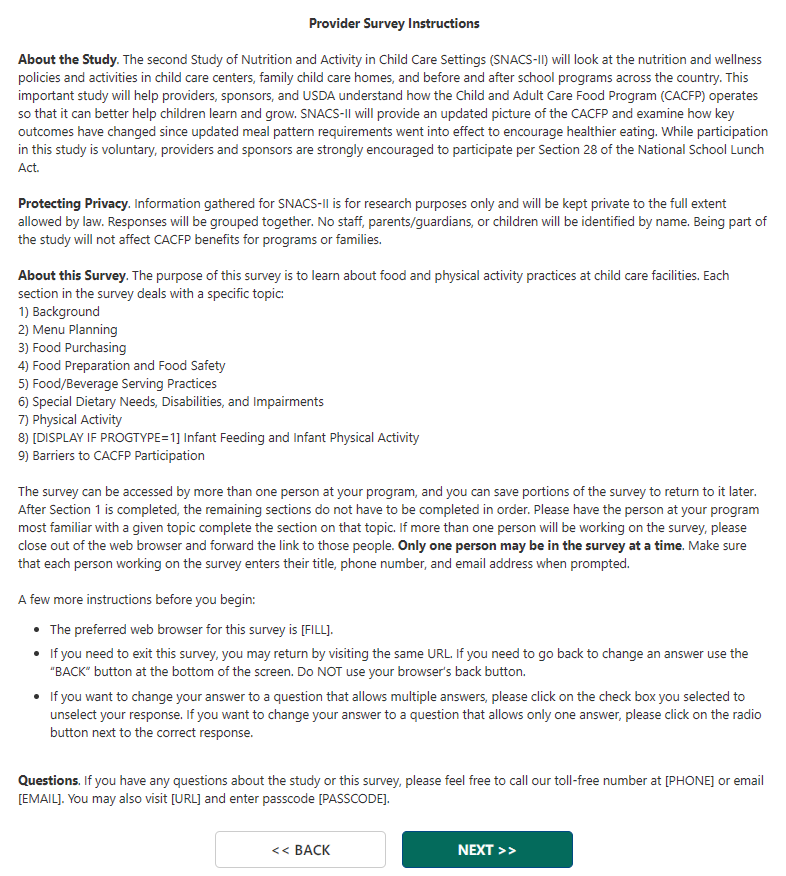 Provider Survey Instructions
About the Study. The second Study of Nutrition and Activity in Child Care Settings (SNACS-II) will look at the nutrition and wellness
policies and activities in child care centers, family child care homes, and before and after school programs across the country. This
important study will help providers, sponsors, and USDA understand how the Child and Adult Care Food Program (CACFP) operates
so that it can better help children learn and grow. SNACS-II will provide an updated picture of the CACFP and examine how key
outcomes have changed since updated meal pattern requirements went into effect to encourage healthier eating. While participation
in this study is voluntary, providers and sponsors are strongly encouraged to participate per Section 28 of the National School Lunch
Act.
Protecting Privacy. Information gathered for SNACS-II is for research purposes only and will be kept private to the full extent
allowed by law. Responses will be grouped together. No staff, parents/guardians, or children will be identified by name. Being part of
the study will not affect CACFP benefits for programs or families.
About this Survey. The purpose of this survey is to learn about food and physical activity practices at child care facilities. Each
section in the survey deals with a specific topic:
1) Background
2) Menu Planning
3) Food Purchasing
4) Food Preparation and Food Safety
5) Food/Beverage Serving Practices
6) Special Dietary Needs, Disabilities, and Impairments
7) Physical Activity
8) [DISPLAY IF PROGTYPE=1] Infant Feeding and Infant Physical Activity
9) Barriers to CACFP Participation
The survey can be accessed by more than one person at your program, and you can save portions of the survey to return to it later.
After Section 1 is completed, the remaining sections do not have to be completed in order. Please have the person at your program
most familiar with a given topic complete the section on that topic. If more than one person will be working on the survey, please
close out of the web browser and forward the link to those people. Only one person may be in the survey at a time. Make sure
that each person working on the survey enters their title, phone number, and email address when prompted.
A few more instructions before you begin:
• The preferred web browser for this survey is [FILL].
• If you need to exit this survey, you may return by visiting the same URL. If you need to go back to change an answer use the
“BACK” button at the bottom of the screen. Do NOT use your browser's back button.
• If you want to change your answer to a question that allows multiple answers, please click on the check box you selected to
unselect your response. If you want to change your answer to a question that allows only one answer, please click on the radio
button next to the correct response.
Questions. If you have any questions about the study or this survey, please feel free to call our toll-free number at [PHONE] or email
[EMAIL]. You may also visit [URL] and enter passcode [PASSCODE].
<< BACK
NEXT >>